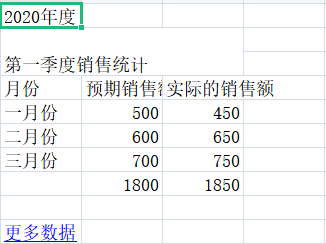 2020年度
第一季度销售统计
月份 预期销售 实际的销售额
一月份 500 450
二月份 600 650
三月份 700 750
1800 1850
更多数据